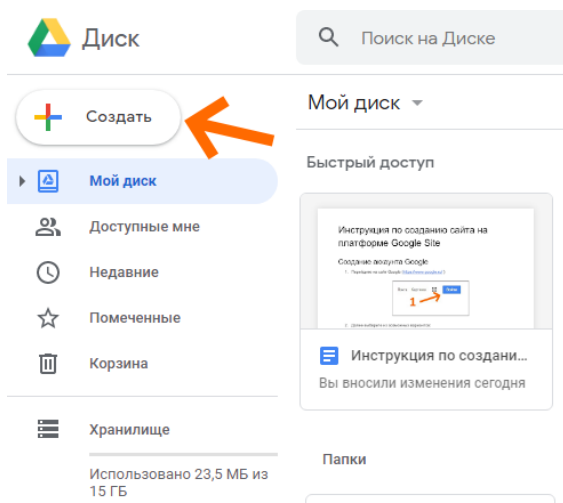 Диск
Поиск на Диске
Создать
Мой диск
Доступные мне
Недавние
Помеченные
Корзина
Хранилище
Использовано 23,5 МБ из
15 ГБ
Мой диск
Быстрый доступ
Инструкция по созданию сайта на
платформе Google Site
Создание аккаунта Google
1
Инструкция по создани...
Вы вносили изменения сегодня
Папки